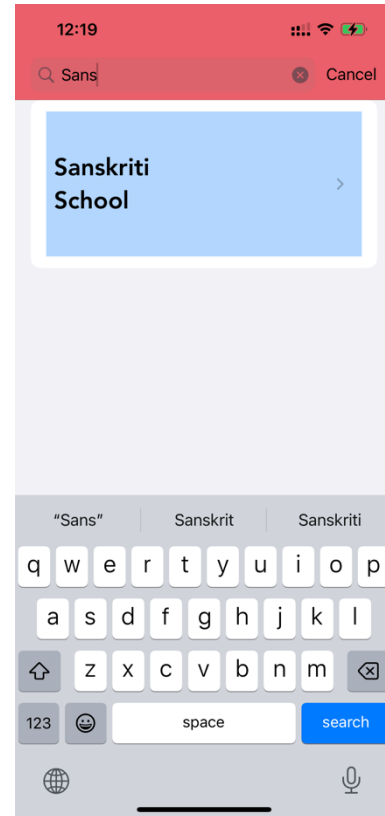 12:19
Sans
Cancel
Sanskriti
School
“Sans” Sanskrit Sanskriti
q w e r t y u i o p
a s d f g h j k l
z x c v b n m
123 space search